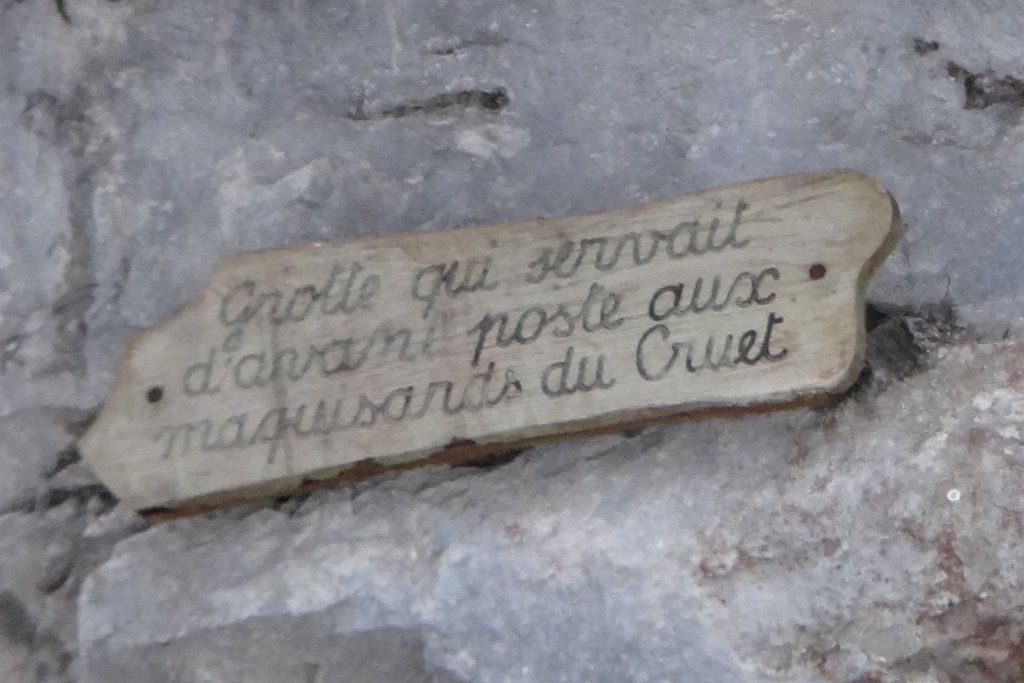 Grotte qui servait
d'avant poste aux
maquisards du Cruet